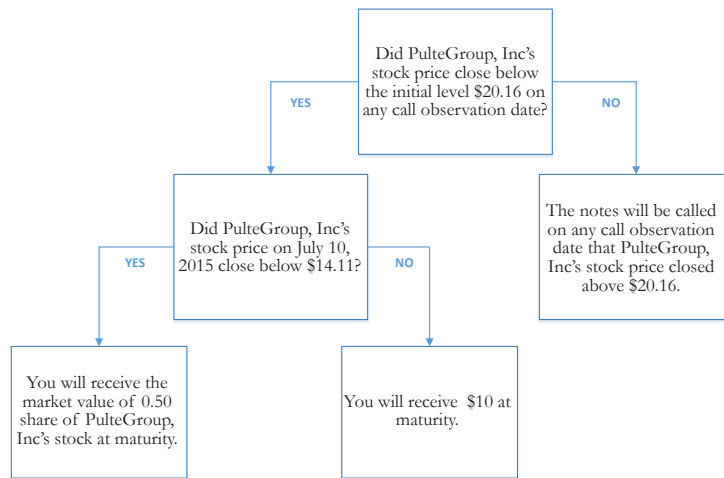 Did PulteGroup, Inc's
stock price close below
the initial level $20.16 on
any call observation date?
YES
NO
Did PulteGroup, Inc's
stock price on July 10,
2015 close below $14.11?
The notes will be called
on any call observation
date that PulteGroup,
Inc's stock price closed
above $20.16.
YES
NO
You will receive the
market value of 0.50
share of PulteGroup,
Inc's stock at maturity.
You will receive $10 at
maturity.